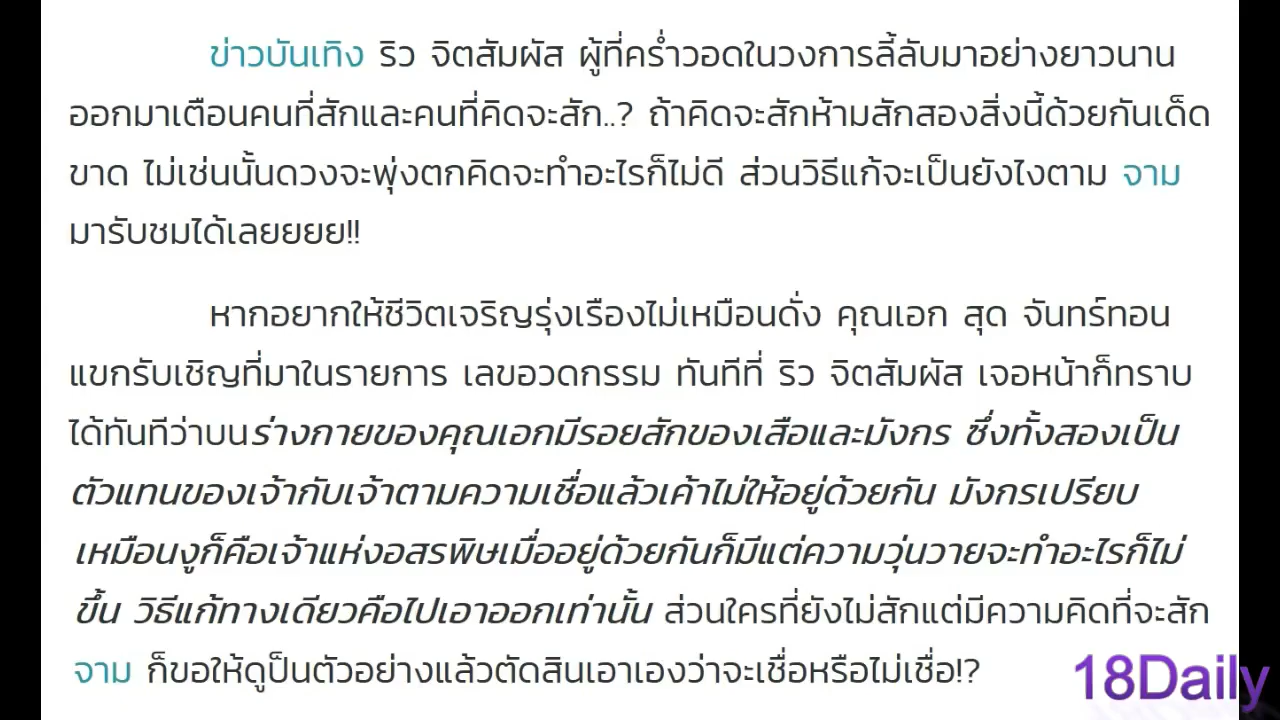 ข่าวบันเทิง ริว จิตสัมผัส ผู้ที่คร่ำวอดในวงการลี้ลับมาอย่างยาวนาน
ออกมาเตือนคนที่สักและคนที่คิดจะสัก..? ถ้าคิดจะสักห้ามสักสองสิ่งนี้ด้วยกันเด็ด
ขาด ไม่เช่นนั้นดวงจะพุ่งตกคิดจะทำอะไรก็ไม่ดี ส่วนวิธีแก้จะเป็นยังไงตาม จาม
มารับชมได้เลยยยย!!
หากอยากให้ชีวิตเจริญรุ่งเรืองไม่เหมือนดั่ง คุณเอก สุด จันทร์ทอน
แขกรับเชิญที่มาในรายการ เลขอวดกรรม ทันทีที่ ริว จิตสัมผัส เจอหน้าก็ทราบ
ได้ทันทีว่าบนร่างกายของคุณเอกมีรอยสักของเสือและมังกร ซึ่งทั้งสองเป็น
ตัวแทนของเจ้ากับเจ้าตามความเชื่อแล้วเค้าไม่ให้อยู่ด้วยกัน มังกรเปรียบ
เหมือนงูก็คือเจ้าแห่งอสรพิษเมื่ออยู่ด้วยกันก็มีแต่ความวุ่นวายจะทำอะไรก็ไม่
ขึ้น วิธีแก้ทางเดียวคือไปเอาออกเท่านั้น ส่วนใครที่ยังไม่สักแต่มีความคิดที่จะสัก
จาม ก็ขอให้ดูป็นตัวอย่างแล้วตัดสินเอาเองว่าจะเชื่อหรือไม่เชื่อ!?
18Daily